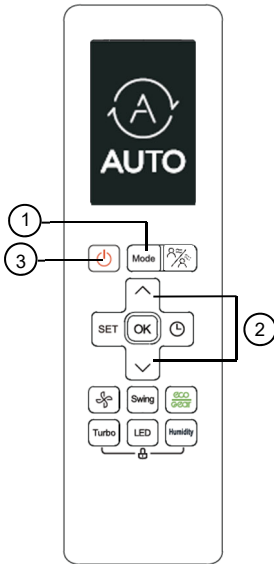 A
AUTO
1
3
Mode
SET
OK
2
Swing
eco
GEAR
Turbo
LED
Humidity